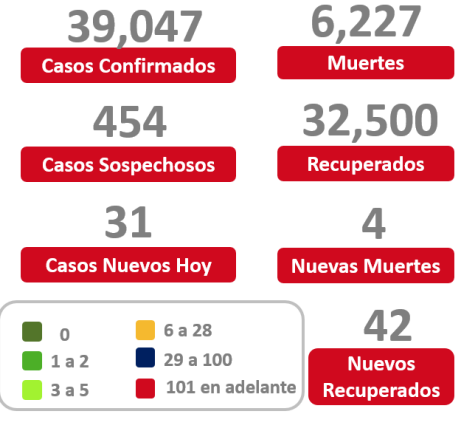 39,047
Casos Confirmados
6,227
Muertes
454
Casos Sospechosos
32,500
Recuperados
31
Casos Nuevos Hoy
4
Nuevas Muertes
0
1 a 2
3 a 5
6 a 28
29 a 100
101 en adelante
42
Nuevos
Recuperados